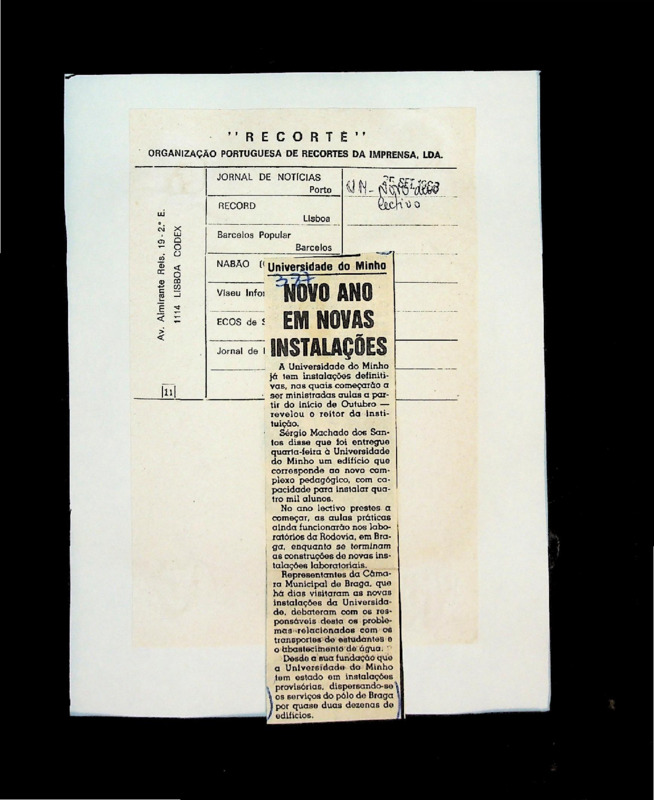 "RECORTE"
ORGANIZAÇÃO PORTUGUESA DE RECORTES DA IMPRENSA, LDA.
Av. Almirante Reis, 19 - 2.º E.
1114 LISBOA CODEX
11
JORNAL DE NOTÍCIAS
Porto
RECORD
Lisboa
Barcelos Popular
Barcelos
NABÃO
Viseu Infor
ECOS de S
Jornal de
UM - Novo ano
lectivo
377
Universidade do Minho
NOVO ANO
EM NOVAS
INSTALAÇÕES
A Universidade do Minho
já tem instalações definiti-
vas, nas quais começarão a
ser ministradas aulas a par-
tir do início de Outubro —
revelou o reitor da insti-
tuição.
Sérgio Machado dos San-
tos disse que foi entregue
quarta-feira à Universidade
do Minho um edifício que
corresponde ao novo com-
plexo pedagógico, com ca-
pacidade para instalar qua-
tro mil alunos.
No ano lectivo prestes a
começar, as aulas práticas
ainda funcionarão nos labo-
ratórios da Rodovia, em Bra-
ga, enquanto se terminam
as construções de novas ins-
talações laboratoriais.
Representantes da Câma-
ra Municipal de Braga, que
há dias visitaram as novas
instalações da Universida-
de, debateram com os res-
ponsáveis desta os proble-
mas relacionados com os
transportes de estudantes e
o abastecimento de água.
Desde a sua fundação que
a Universidade do Minho
tem estado em instalações
provisórias, dispersando-se
os serviços do pólo de Braga
por quase duas dezenas de
edifícios.